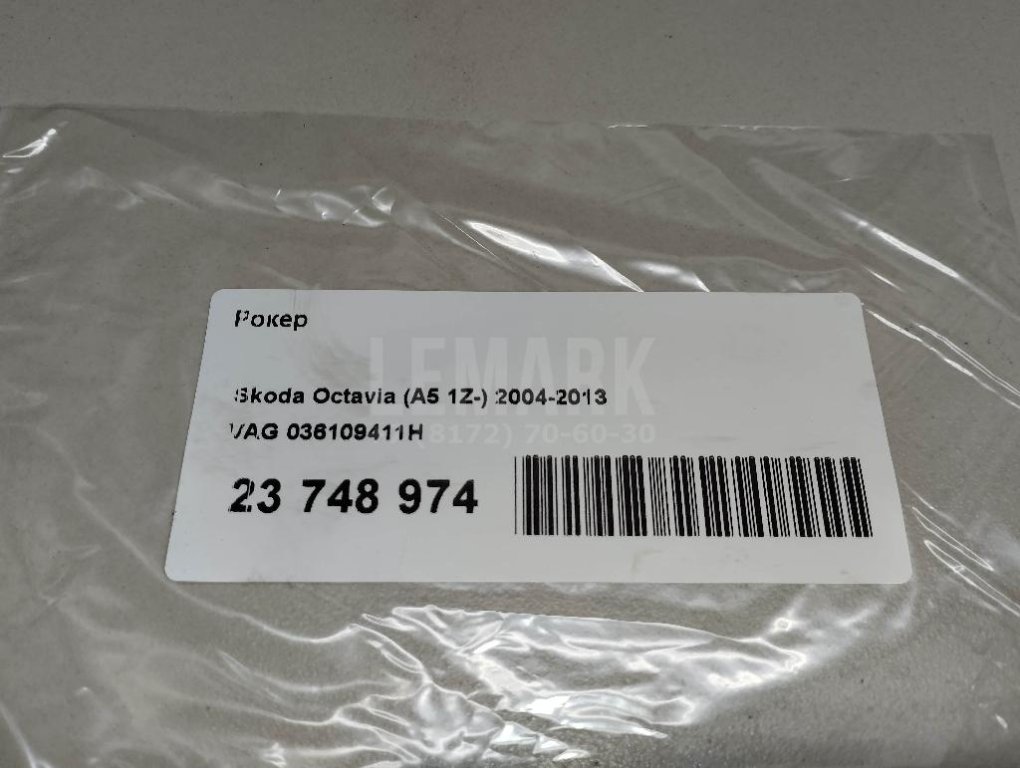 Рокер
LEMARK
Skoda Octavia (A5 1Z-) 2004-2013
VAG 036109411H
(8172) 70-60-30
23 748 974